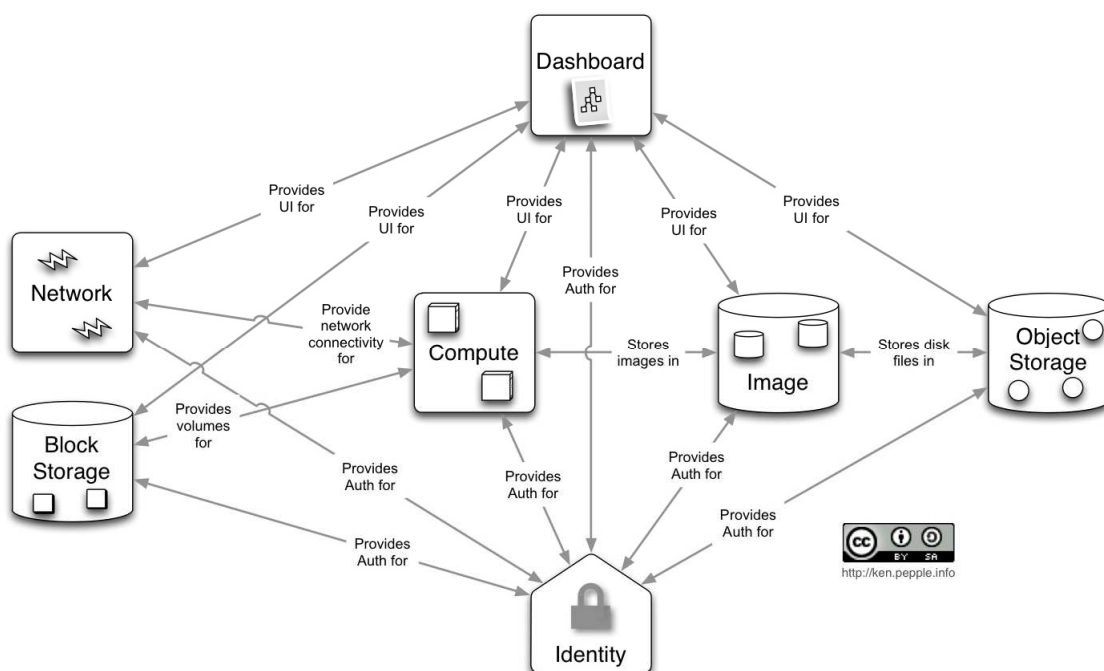 Dashboard
Provides
UI for
Provides
UI for
Provides
UI for
Provides
UI for
Provides
UI for
Network
Provides
Auth for
Provide
network
connectivity
for
Compute
Stores
images in
Image
Stores disk
files in
Object
Storage
Provides
volumes
for
Block
Storage
Provides
Auth for
Provides
Auth for
Provides
Auth for
Provides
Auth for
Provides
Auth for
cc
BY SA
http://ken.pepple.info
Identity